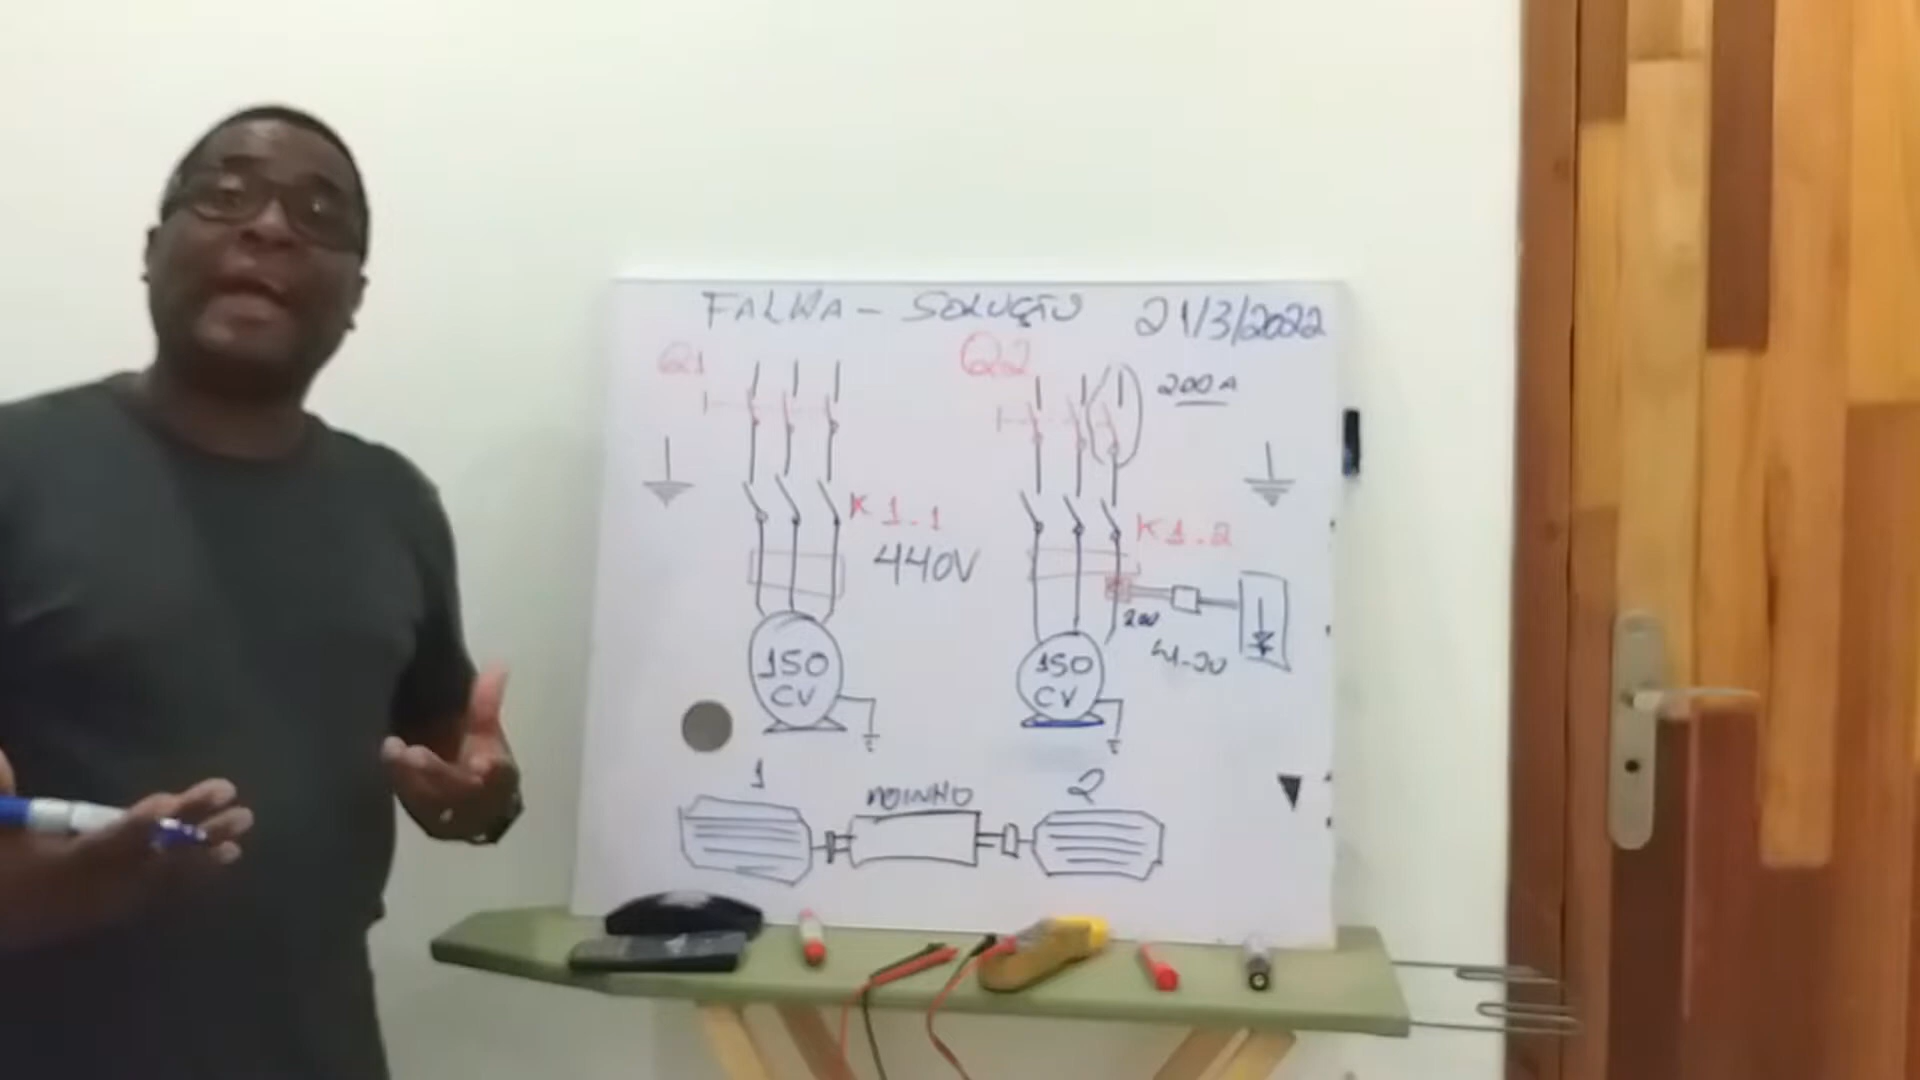 FALHA - SOLUÇÃO 21/3/2022
Q1
Q2
200A
K1.1
440V
K1.2
200
150
CV
150
CV
1
MOINHO
2